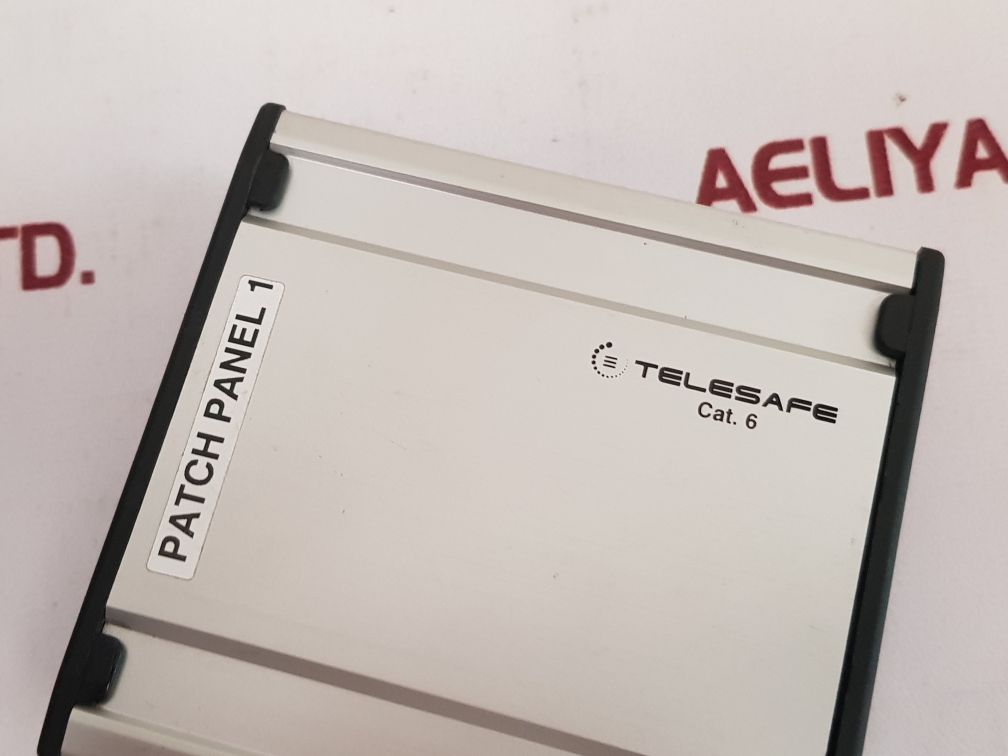 AELIYA
TD.
PATCH PANEL 1
TELESAFE
Cat. 6